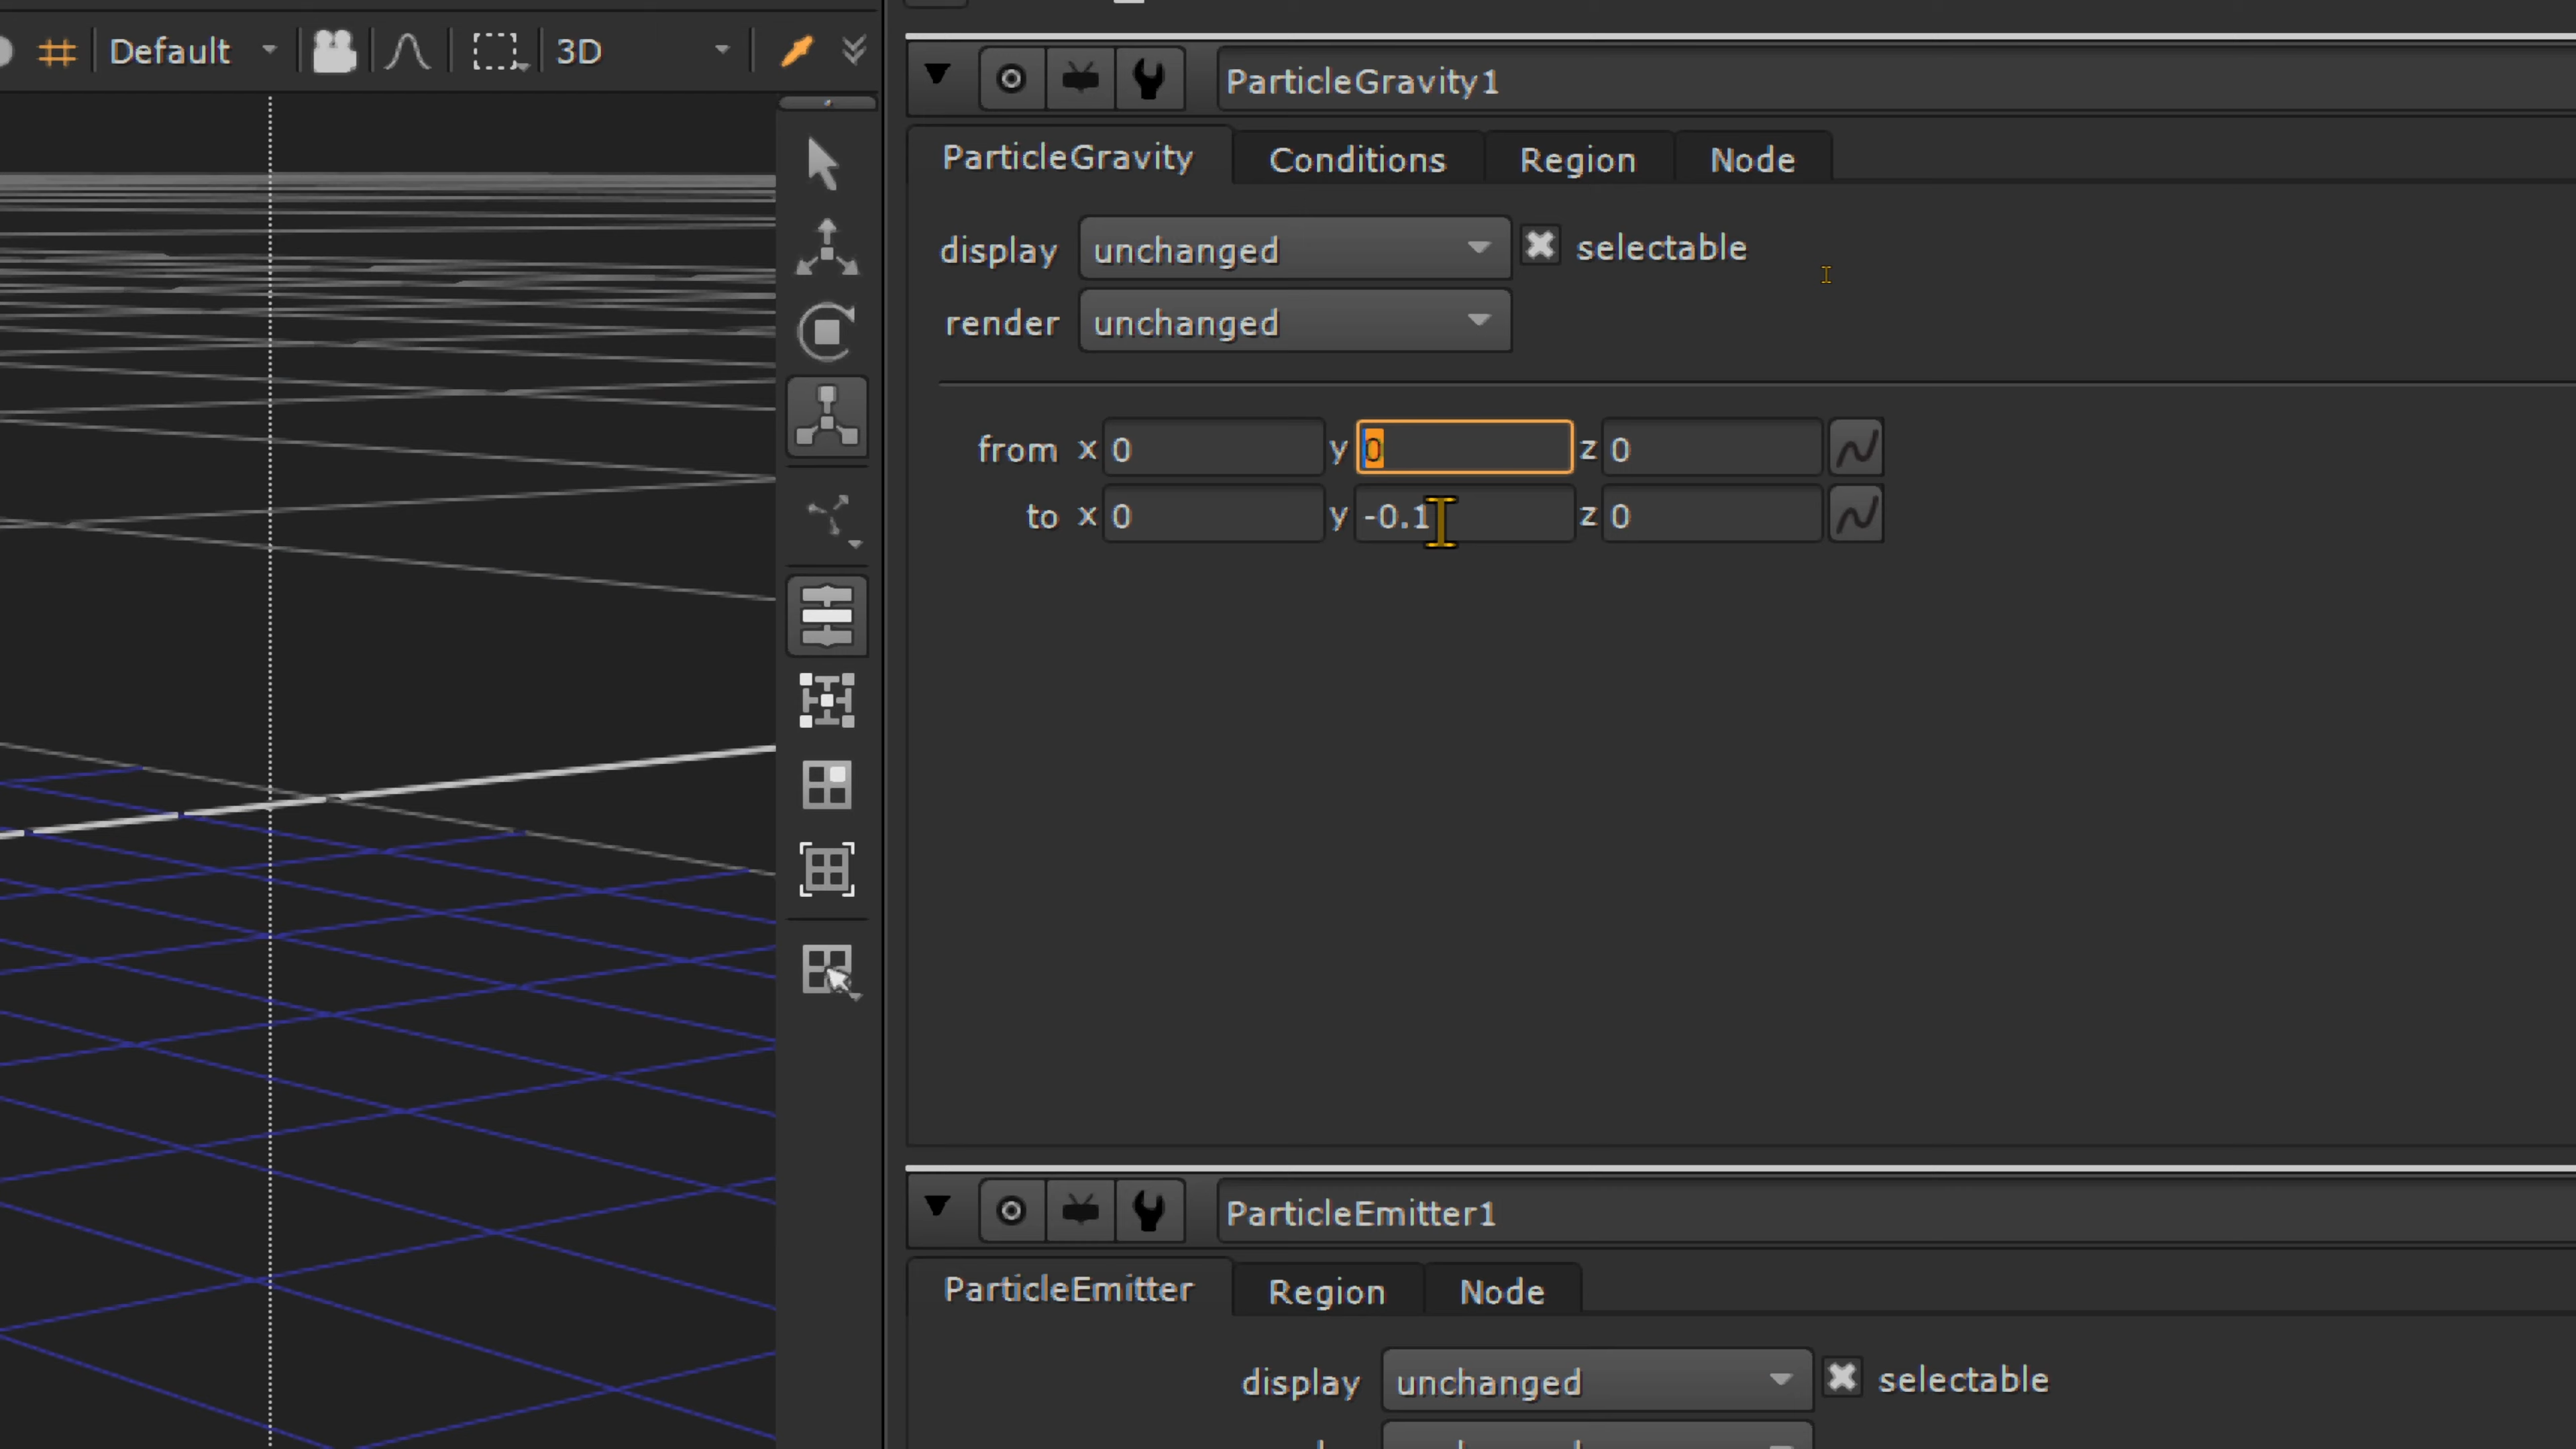 Default 3D
ParticleGravity1
ParticleGravity Conditions Region Node
display unchanged selectable
render unchanged
from x 0 y 0 z 0
to x 0 y -0.1 z 0
ParticleEmitter1
ParticleEmitter Region Node
display unchanged selectable